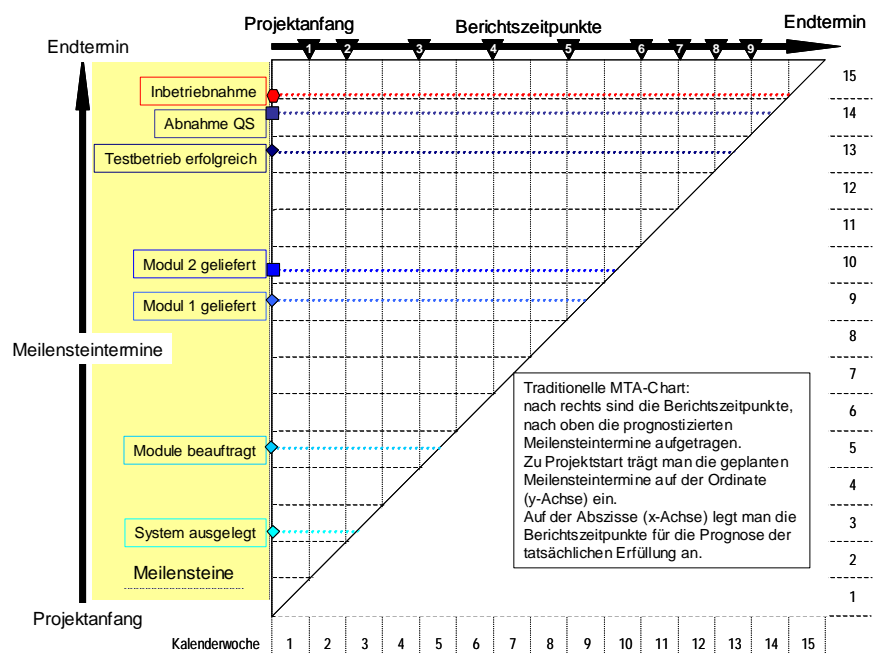 Projektanfang
Berichtszeitpunkte
Endtermin
Endtermin
1 2 3 4 5 6 7 8 9
Inbetriebnahme
Abnahme QS
Testbetrieb erfolgreich
Modul 2 geliefert
Modul 1 geliefert
Meilensteintermine
Module beauftragt
System ausgelegt
Meilensteine
Projektanfang
15
14
13
12
11
10
9
8
7
6
5
4
3
2
1
Traditionelle MTA-Chart:
nach rechts sind die Berichtszeitpunkte,
nach oben die prognostizierten
Meilensteintermine aufgetragen.
Zu Projektstart trägt man die geplanten
Meilensteintermine auf der Ordinate
(y-Achse) ein.
Auf der Abszisse (x-Achse) legt man die
Berichtszeitpunkte für die Prognose der
tatsächlichen Erfüllung an.
Kalenderwoche 1 2 3 4 5 6 7 8 9 10 11 12 13 14 15